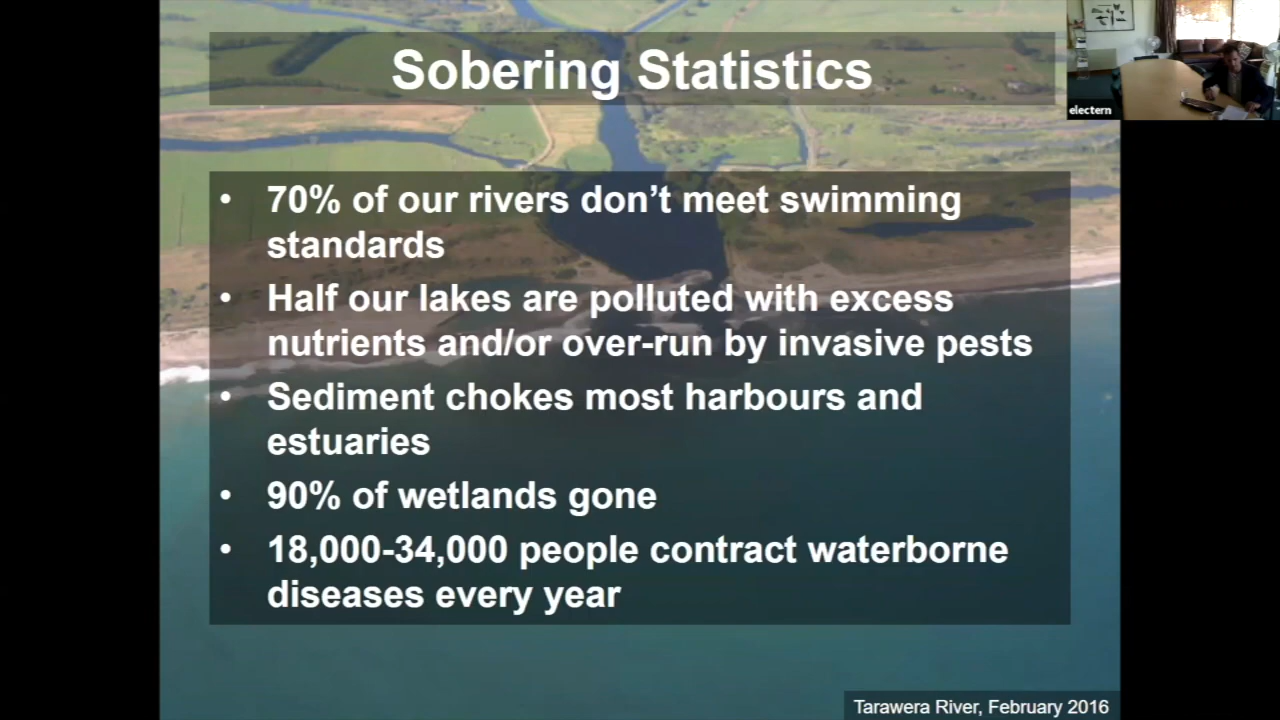 Sobering Statistics
electern
• 70% of our rivers don’t meet swimming
standards
• Half our lakes are polluted with excess
nutrients and/or over-run by invasive pests
• Sediment chokes most harbours and
estuaries
• 90% of wetlands gone
• 18,000-34,000 people contract waterborne
diseases every year
Tarawera River, February 2016